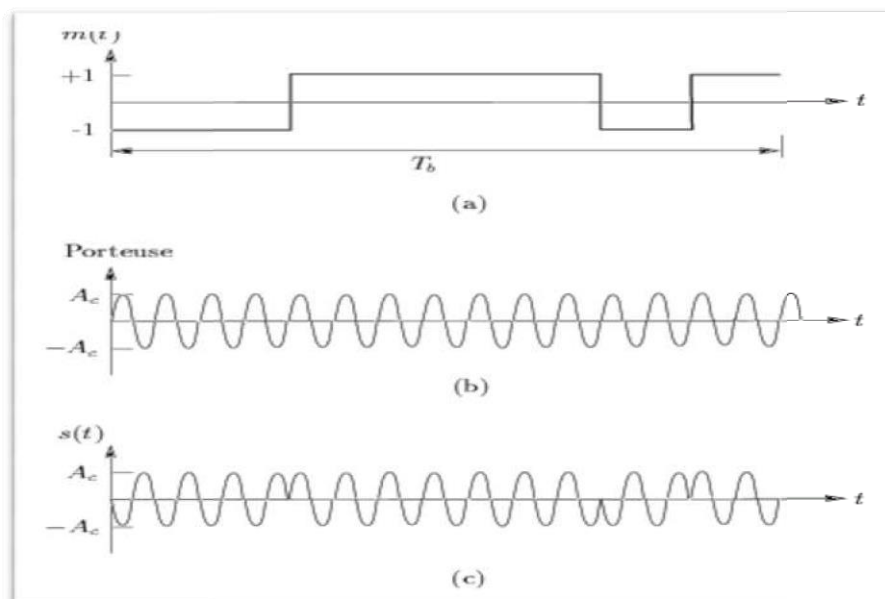 m(t)
+1
t
-1
T_b
(a)
Porteuse
A_c
t
−A_c
(b)
s(t)
A_c
t
−A_c
(c)